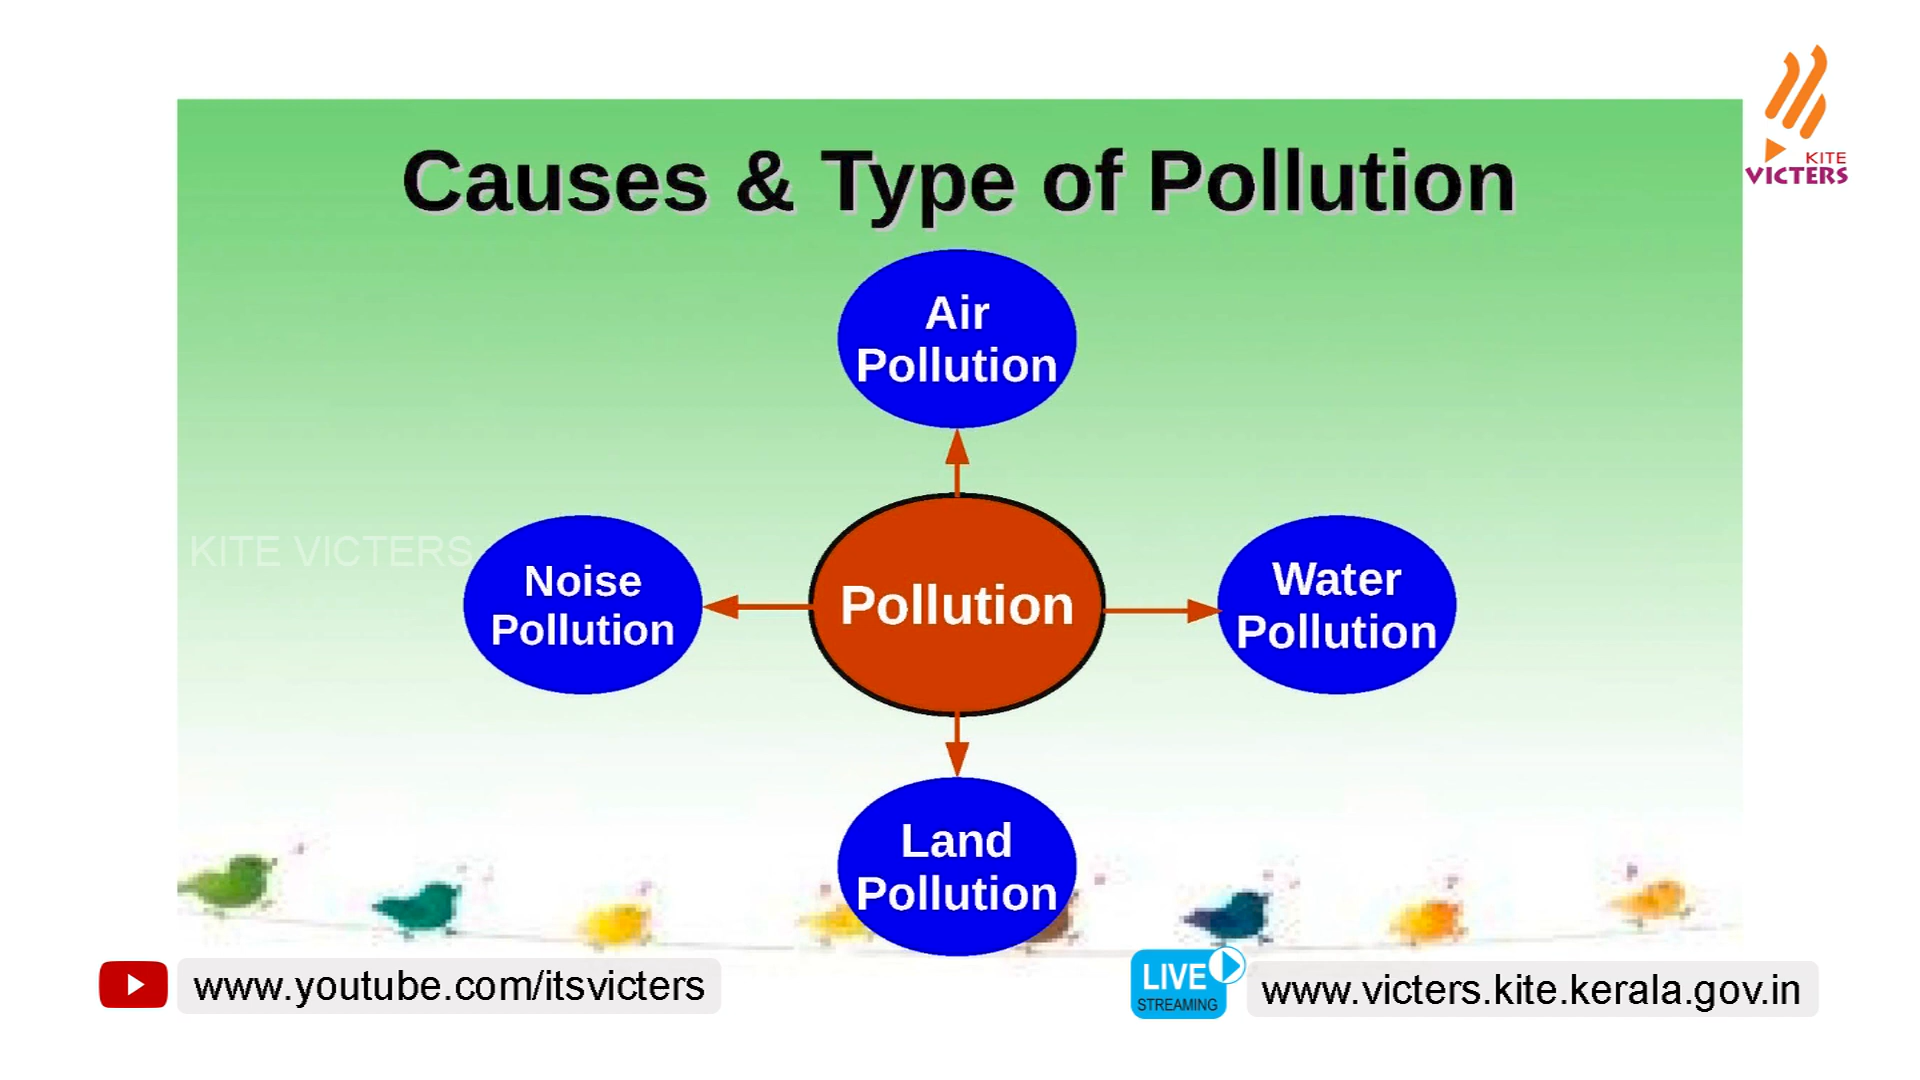 KITE
VICTERS
Causes & Type of Pollution
Air
Pollution
KITE VICTERS
Noise
Pollution
Pollution
Water
Pollution
Land
Pollution
www.youtube.com/itsvicters
LIVE
STREAMING
www.victers.kite.kerala.gov.in